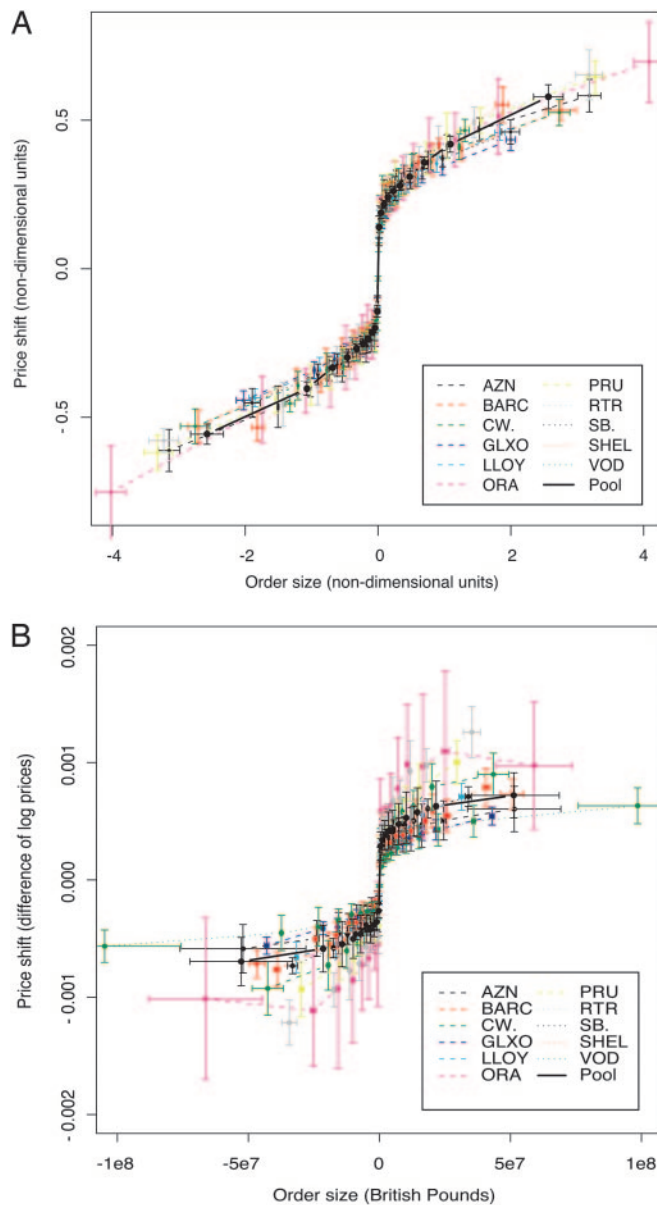 A
Price shift (non-dimensional units)
0.5
0.0
- 0.5
AZN PRU
BARC RTR
CW. SB.
GLXO SHEL
LLOY VOD
ORA Pool
-4 -2 0 2 4
Order size (non-dimensional units)
B
Price shift (difference of log prices)
0.002
0.001
0.000
- 0.001
- 0.002
AZN PRU
BARC RTR
CW. SB.
GLXO SHEL
LLOY VOD
ORA Pool
-1e8 -5e7 0 5e7 1e8
Order size (British Pounds)